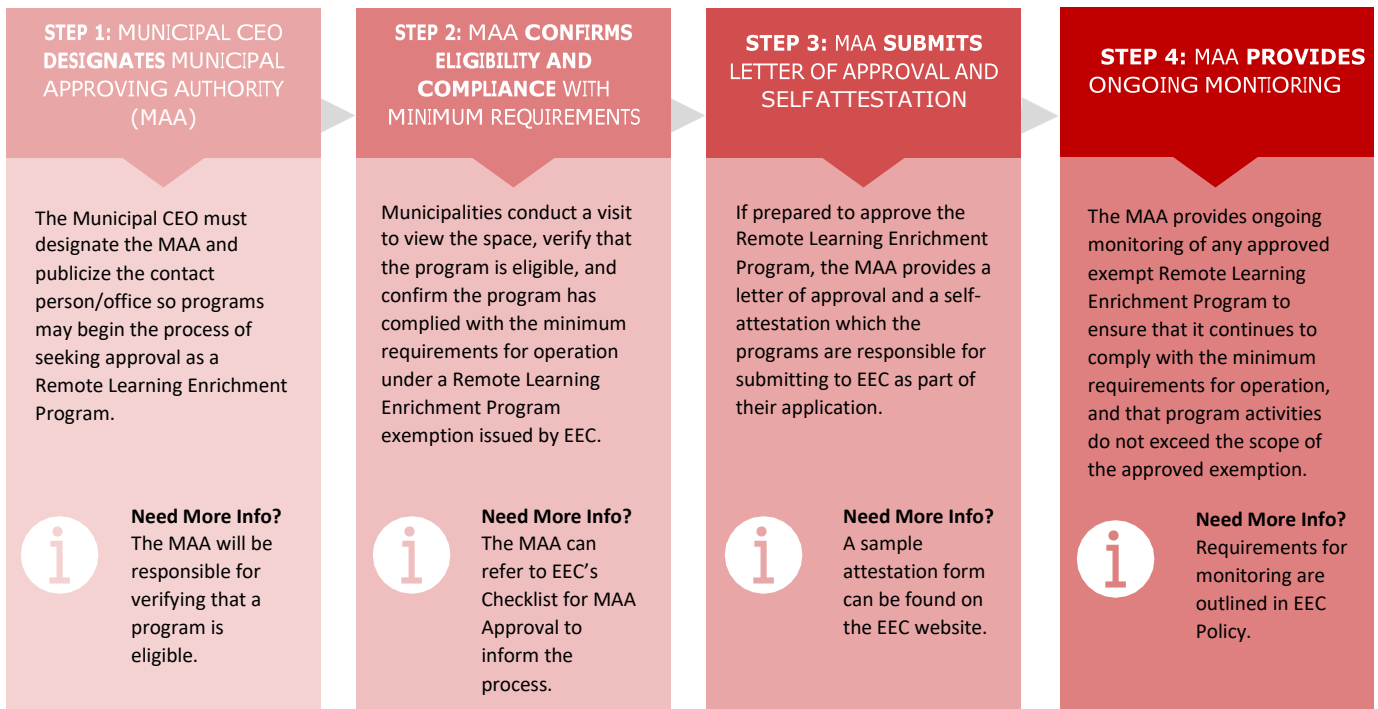 STEP 1: MUNICIPAL CEO
DESIGNATES MUNICIPAL
APPROVING AUTHORITY
(MAA)
The Municipal CEO must
designate the MAA and
publicize the contact
person/office so programs
may begin the process of
seeking approval as a
Remote Learning Enrichment
Program.
Need More Info?
The MAA will be
responsible for
verifying that a
program is
eligible.
STEP 2: MAA CONFIRMS
ELIGIBILITY AND
COMPLIANCE WITH
MINIMUM REQUIREMENTS
Municipalities conduct a visit
to view the space, verify that
the program is eligible, and
confirm the program has
complied with the minimum
requirements for operation
under a Remote Learning
Enrichment Program
exemption issued by EEC.
Need More Info?
The MAA can
refer to EEC’s
Checklist for MAA
Approval to
inform the
process.
STEP 3: MAA SUBMITS
LETTER OF APPROVAL AND
SELFATTESTATION
If prepared to approve the
Remote Learning Enrichment
Program, the MAA provides a
letter of approval and a self-
attestation which the
programs are responsible for
submitting to EEC as part of
their application.
Need More Info?
A sample
attestation form
can be found on
the EEC website.
STEP 4: MAA PROVIDES
ONGOING MONTIORING
The MAA provides ongoing
monitoring of any approved
exempt Remote Learning
Enrichment Program to
ensure that it continues to
comply with the minimum
requirements for operation,
and that program activities
do not exceed the scope of
the approved exemption.
Need More Info?
Requirements for
monitoring are
outlined in EEC
Policy.